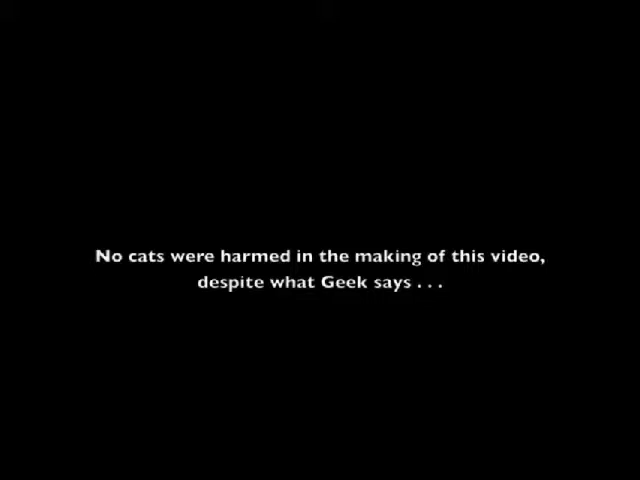 No cats were harmed in the making of this video,
despite what Geek says . . .